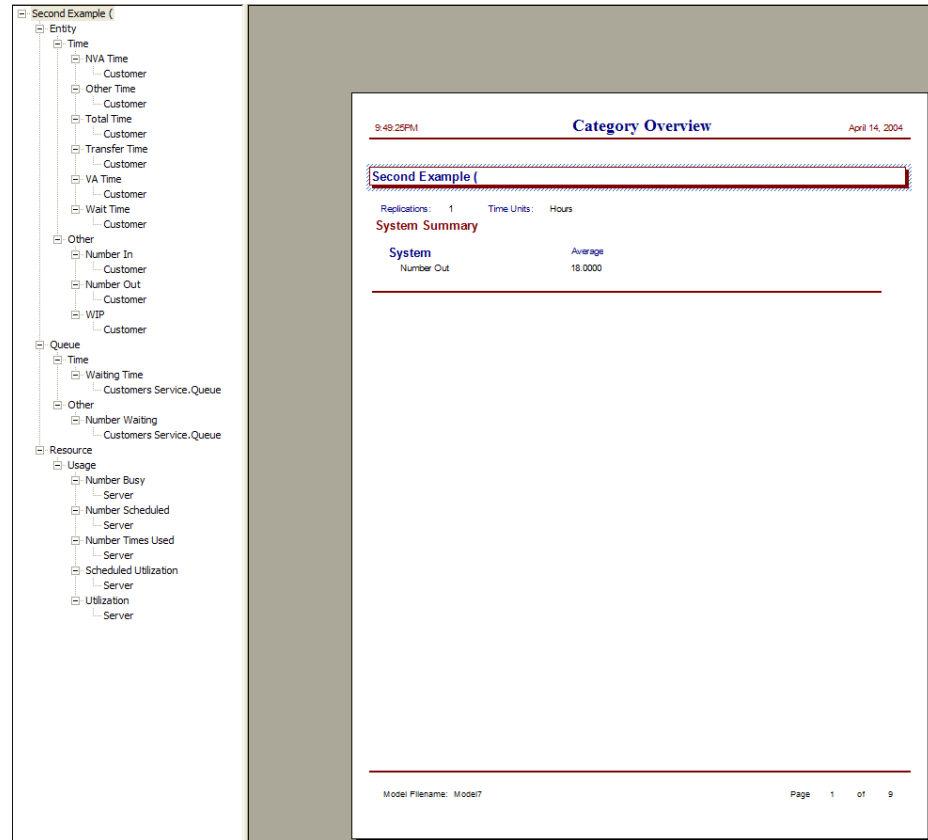 Second Example (
Entity
Time
NVA Time
Customer
Other Time
Customer
Total Time
Customer
Transfer Time
Customer
VA Time
Customer
Wait Time
Customer
Other
Number In
Customer
Number Out
Customer
WIP
Customer
Queue
Time
Waiting Time
Customers Service.Queue
Other
Number Waiting
Customers Service.Queue
Resource
Usage
Number Busy
Server
Number Scheduled
Server
Number Times Used
Server
Scheduled Utilization
Server
Utilization
Server
9:49:25PM Category Overview April 14, 2004
Second Example (
Replications: 1 Time Units: Hours
System Summary
System Average
Number Out 18.0000
Model Filename: Model7 Page 1 of 9